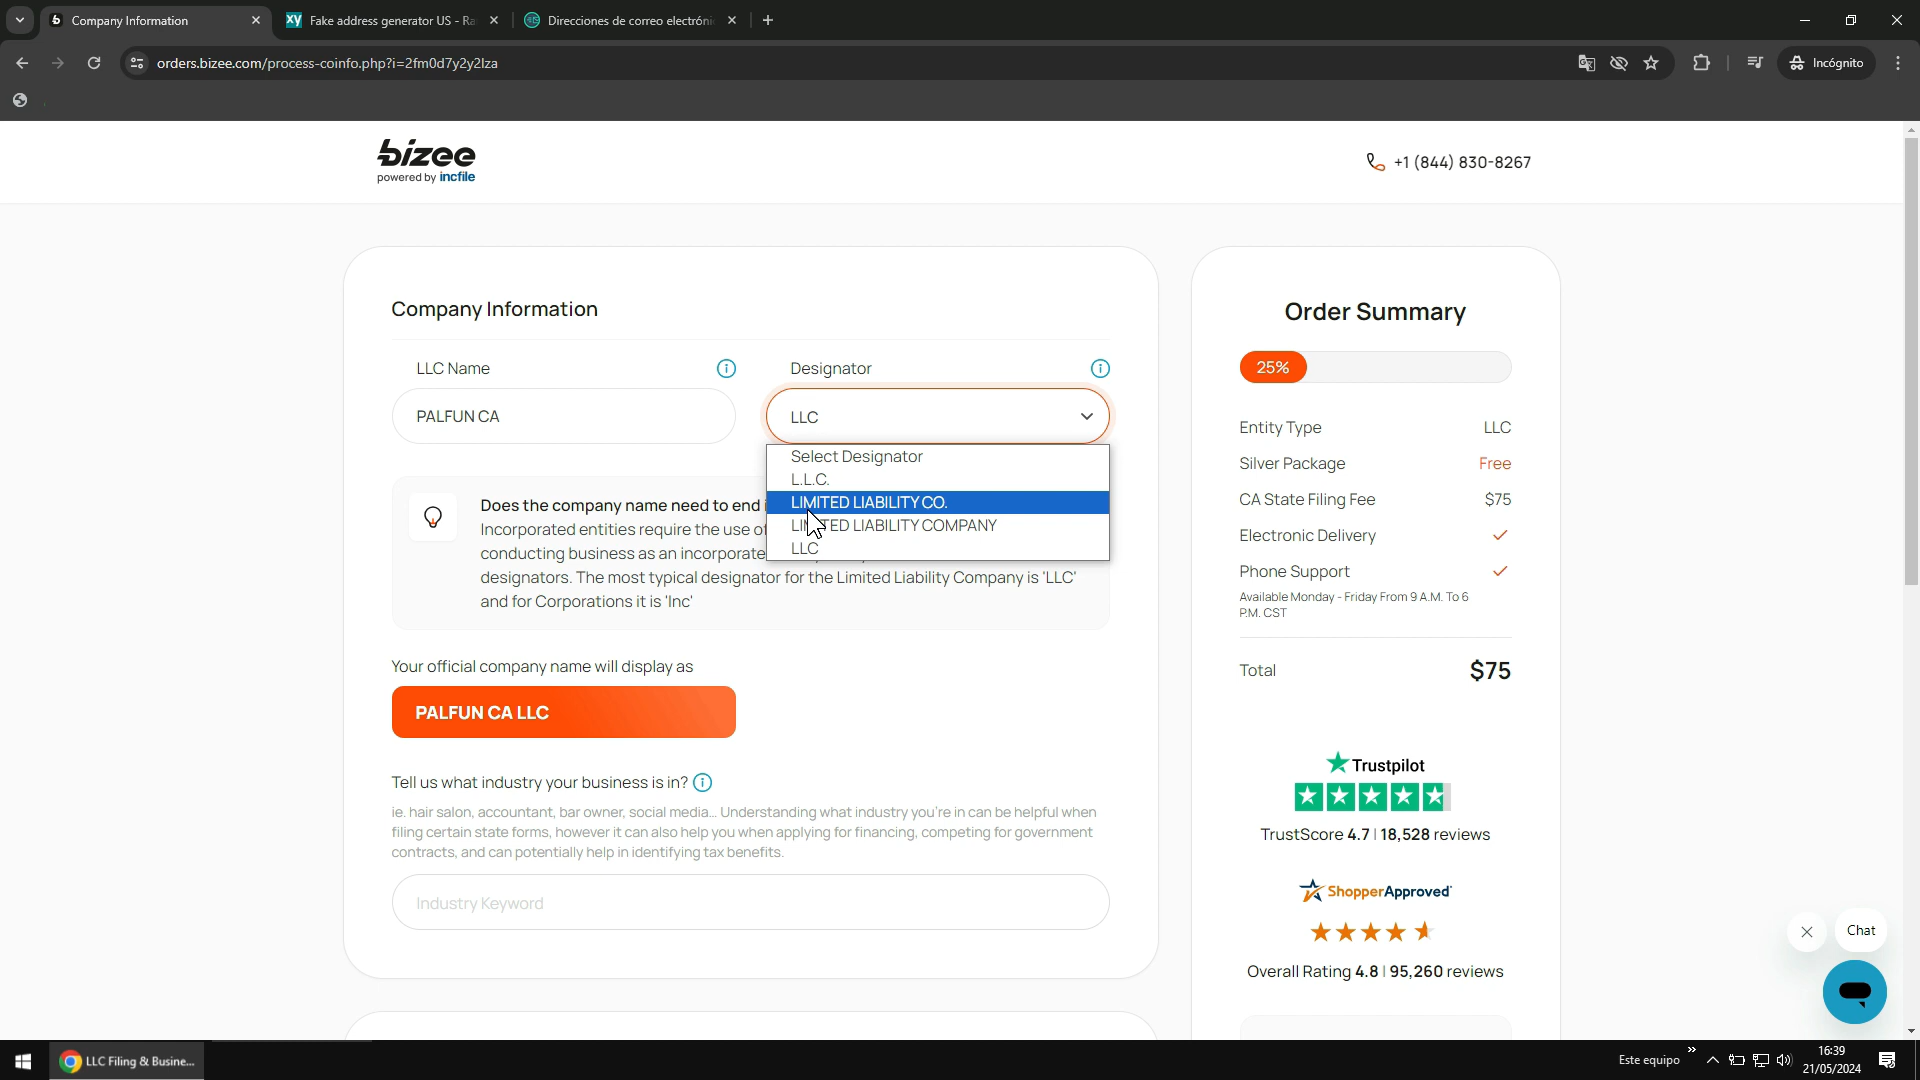 Company Information
Fake address generator US - Ra
Direcciones de correo electróni
orders.bizee.com/process-coinfo.php?i=2fm0d7y2y2lza
Incógnito
bizee
powered by incfile
+1 (844) 830-8267
Company Information
LLC Name
Designator
PALFUN CA
LLC
Select Designator
L.L.C.
LIMITED LIABILITY CO.
LIMITED LIABILITY COMPANY
LLC
Does the company name need to end i
Incorporated entities require the use of
conducting business as an incorporate
designators. The most typical designator for the Limited Liability Company is 'LLC'
and for Corporations it is 'Inc'
Your official company name will display as
PALFUN CA LLC
Tell us what industry your business is in?
ie. hair salon, accountant, bar owner, social media... Understanding what industry you're in can be helpful when
filing certain state forms, however it can also help you when applying for financing, competing for government
contracts, and can potentially help in identifying tax benefits.
Industry Keyword
Order Summary
25%
Entity Type LLC
Silver Package Free
CA State Filing Fee $75
Electronic Delivery
Phone Support
Available Monday - Friday From 9 A.M. To 6
P.M. CST
Total $75
Trustpilot
TrustScore 4.7 | 18,528 reviews
ShopperApproved
Overall Rating 4.8 | 95,260 reviews
Chat
LLC Filing & Busine...
Este equipo
16:39
21/05/2024